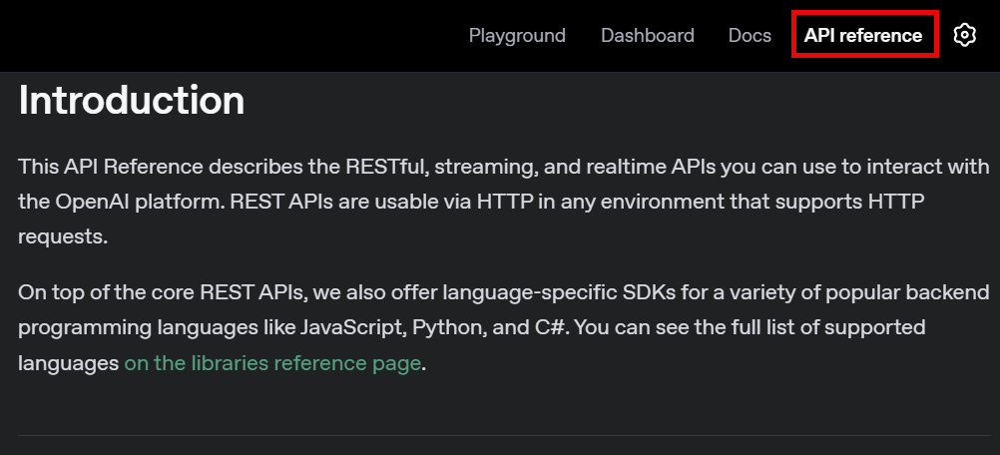 Playground Dashboard Docs API reference
Introduction
This API Reference describes the RESTful, streaming, and realtime APIs you can use to interact with
the OpenAI platform. REST APIs are usable via HTTP in any environment that supports HTTP
requests.
On top of the core REST APIs, we also offer language-specific SDKs for a variety of popular backend
programming languages like JavaScript, Python, and C#. You can see the full list of supported
languages on the libraries reference page.